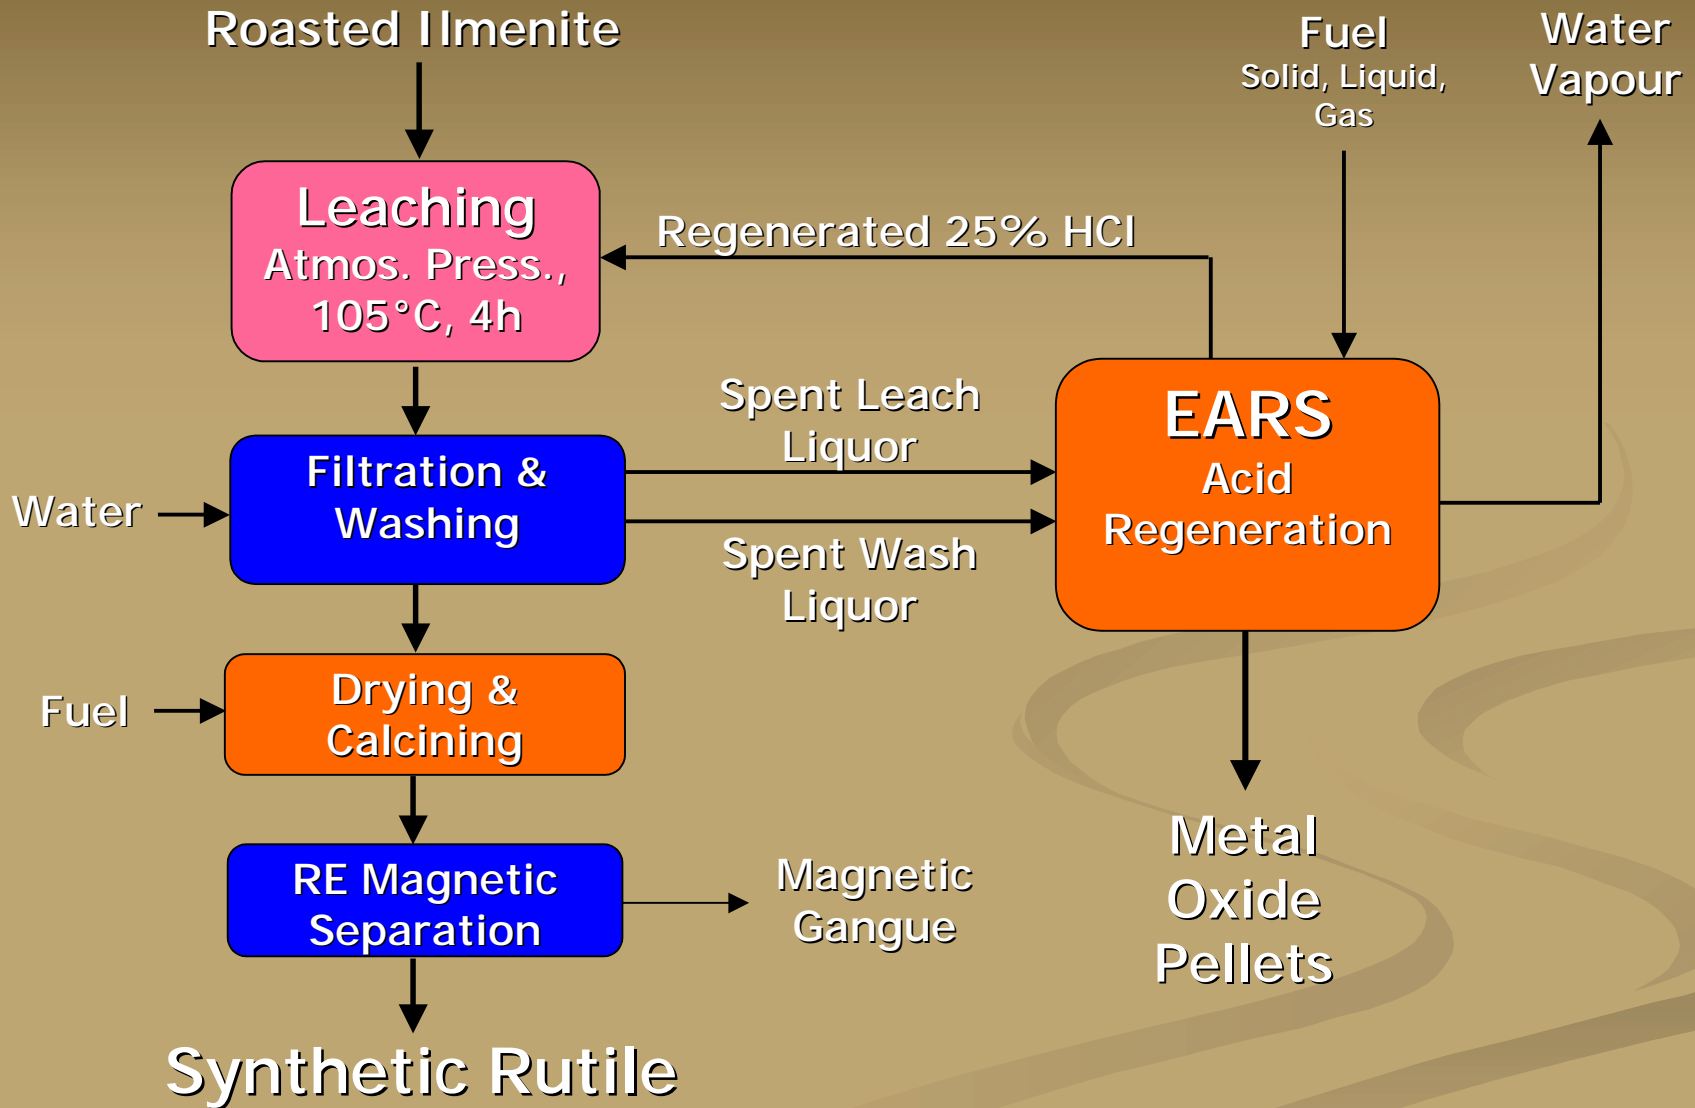 Roasted Ilmenite
Fuel
Solid, Liquid,
Gas
Water
Vapour
Leaching
Atmos. Press.,
105°C, 4h
Regenerated 25% HCl
Spent Leach
Liquor
EARS
Acid
Regeneration
Water
Filtration &
Washing
Spent Wash
Liquor
Fuel
Drying &
Calcining
RE Magnetic
Separation
Magnetic
Gangue
Metal
Oxide
Pellets
Synthetic Rutile